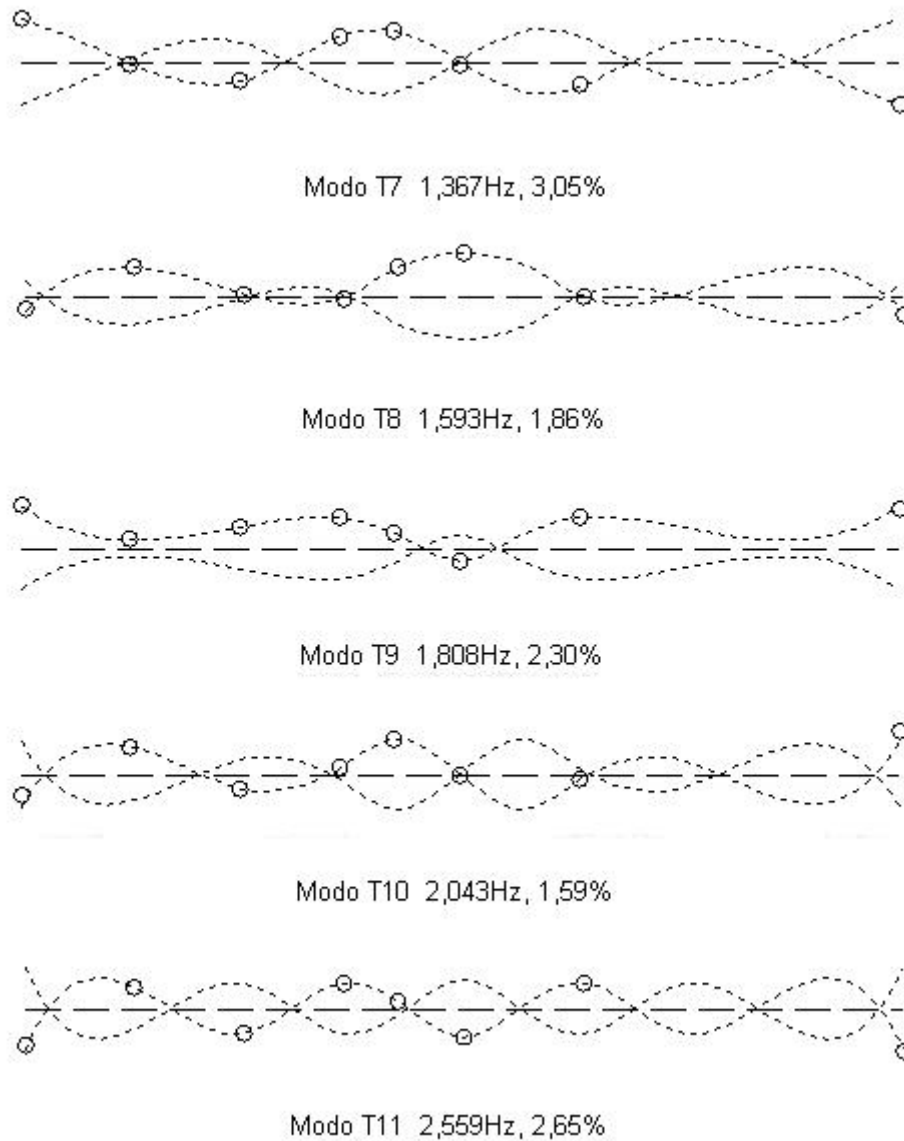 Modo T7 1,367Hz, 3,05%
Modo T8 1,593Hz, 1,86%
Modo T9 1,808Hz, 2,30%
Modo T10 2,043Hz, 1,59%
Modo T11 2,559Hz, 2,65%